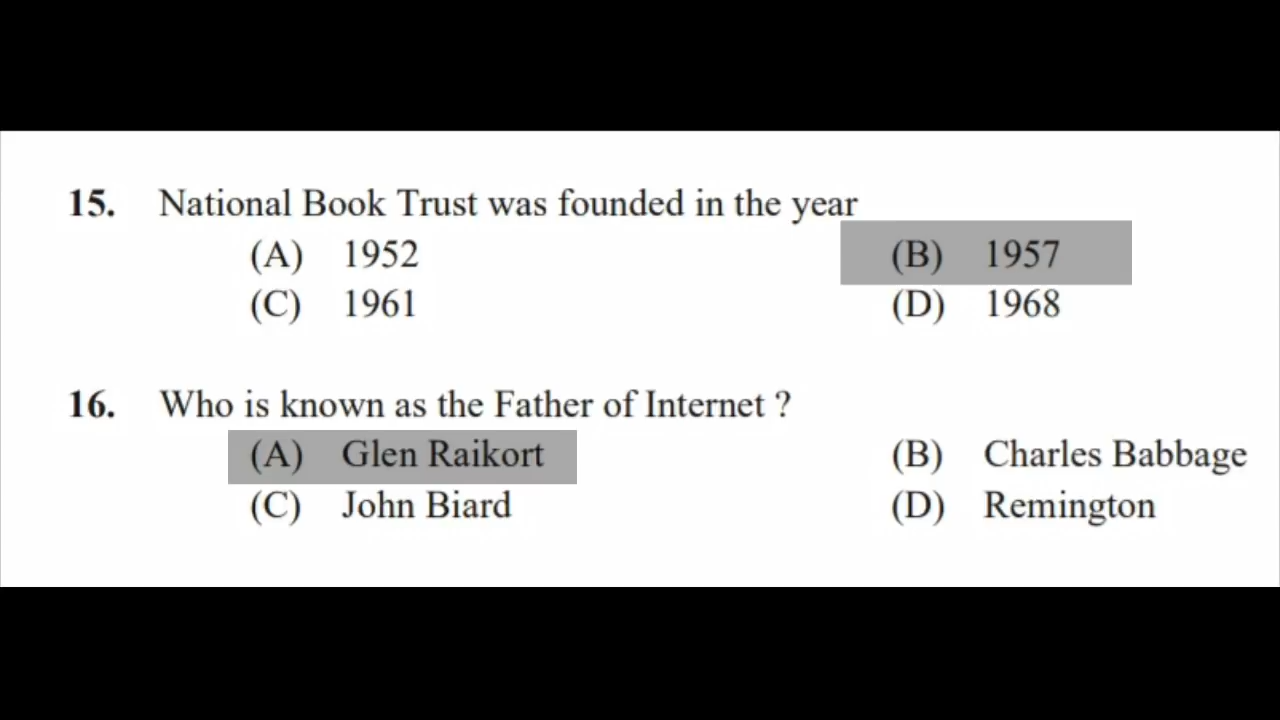 15. National Book Trust was founded in the year
(A) 1952 (B) 1957
(C) 1961 (D) 1968
16. Who is known as the Father of Internet ?
(A) Glen Raikort (B) Charles Babbage
(C) John Biard (D) Remington